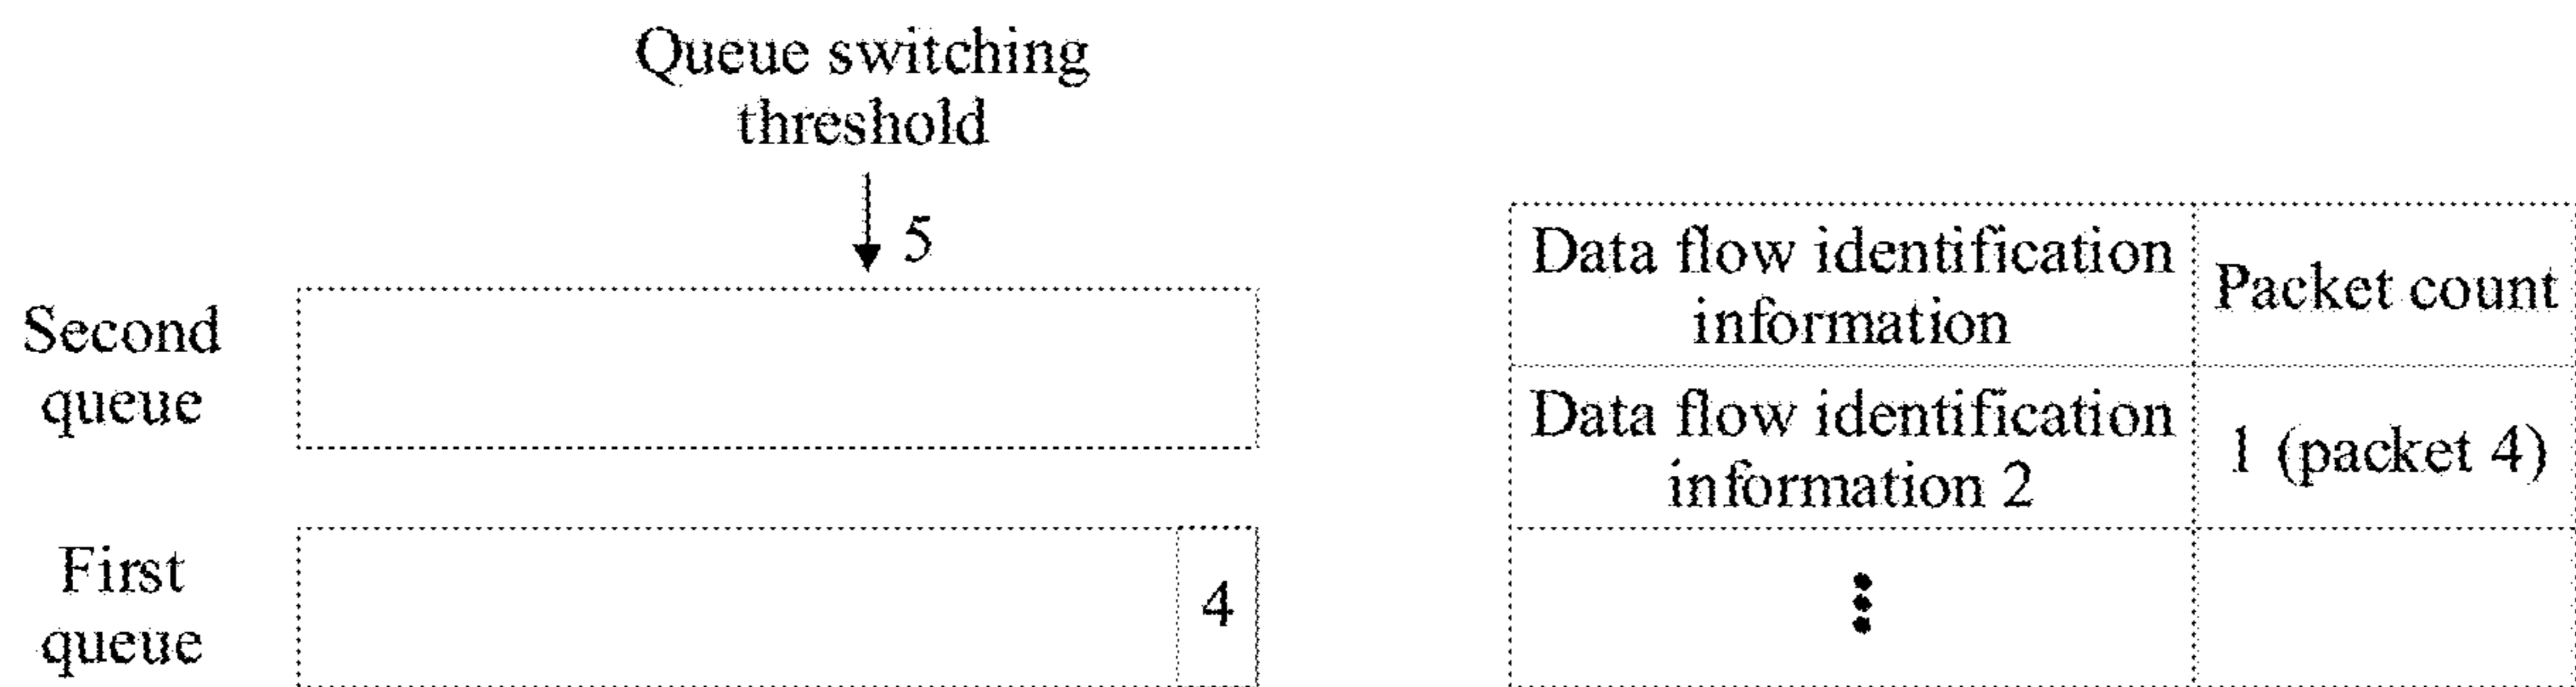 Queue switching
threshold
5
Second
queue
First
queue
4
Data flow identification
information
Packet count
Data flow identification
information 2
1 (packet 4)